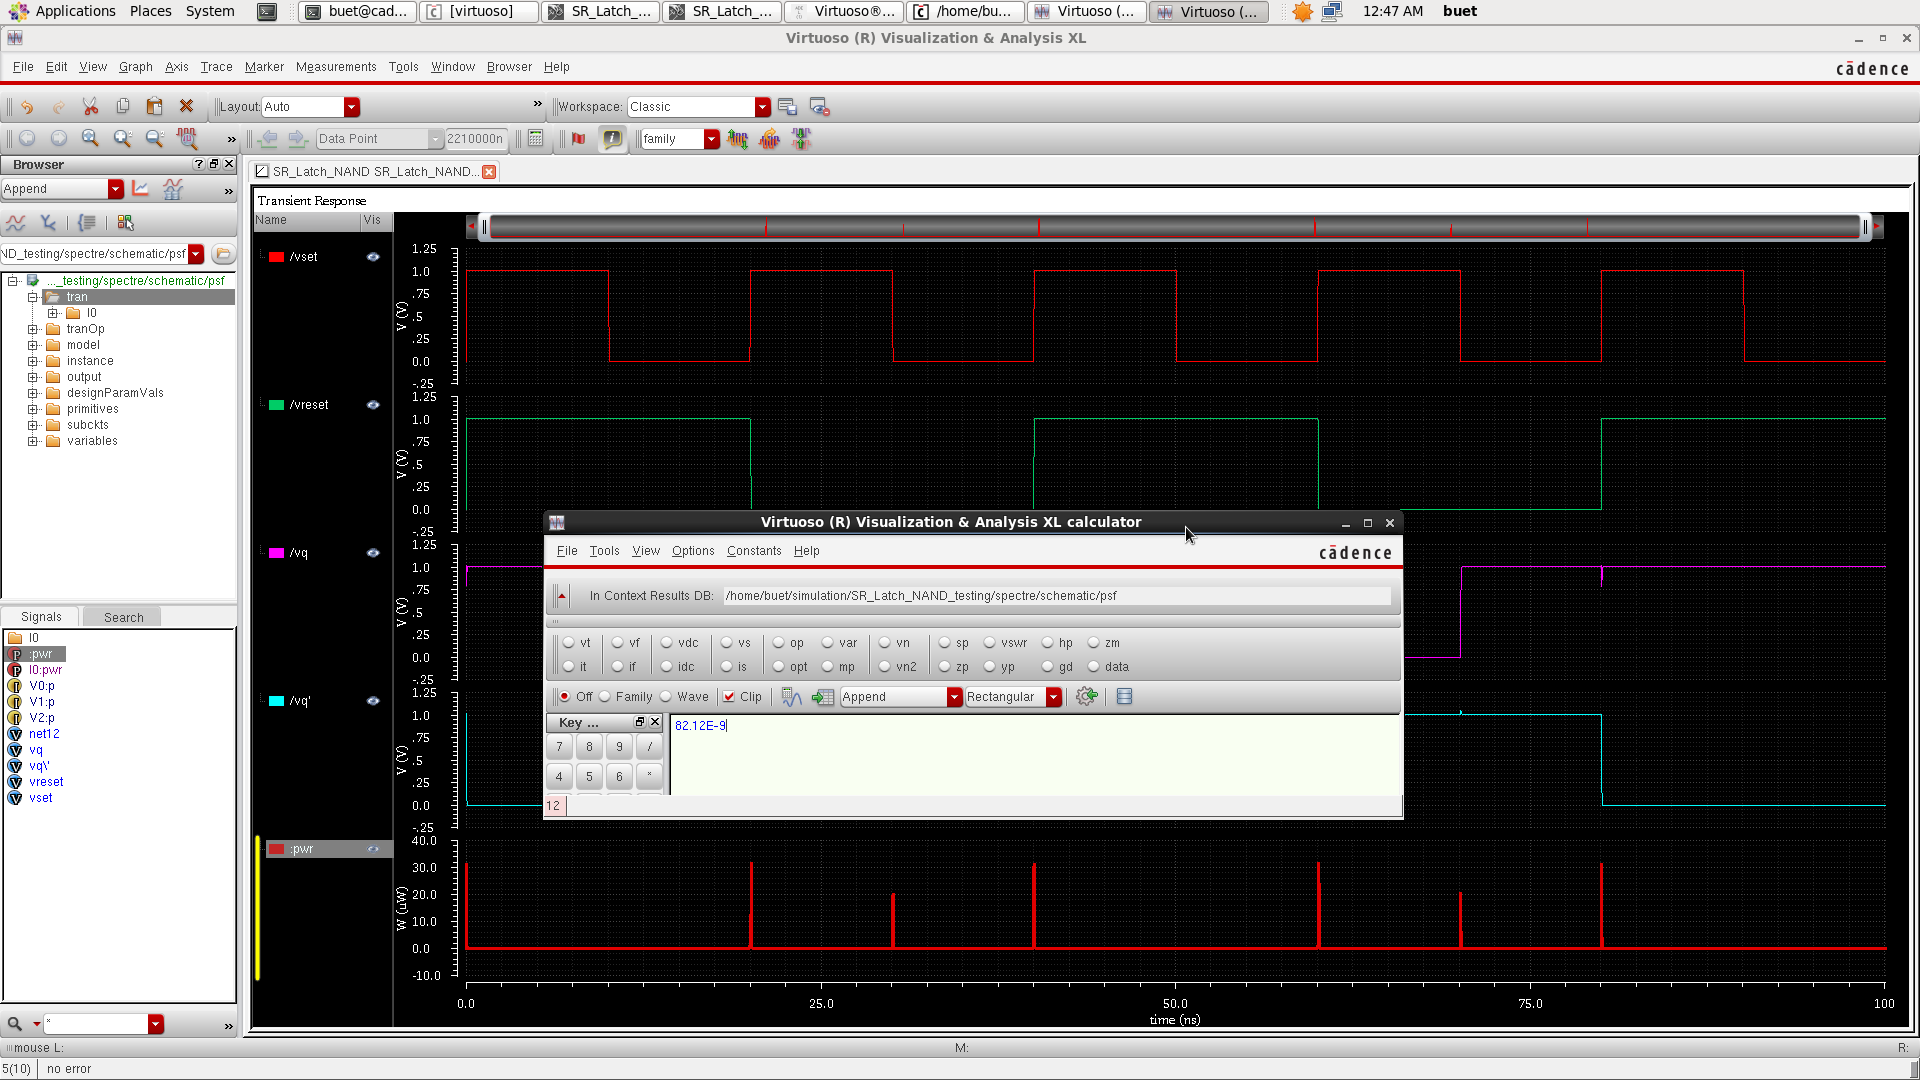 Applications Places System buet@cad... [virtuoso] SR_Latch_... SR_Latch_... Virtuoso®... /home/bu... Virtuoso (... Virtuoso (... 12:47 AM buet
Virtuoso (R) Visualization & Analysis XL
File Edit View Graph Axis Trace Marker Measurements Tools Window Browser Help cādence
Layout: Auto » Workspace: Classic
» Data Point 2210000n family
Browser
SR_Latch_NAND SR_Latch_NAND...
Append »
Transient Response
Name Vis
ND_testing/spectre/schematic/psf
..._testing/spectre/schematic/psf
tran
I0
tranOp
model
instance
output
designParamVals
primitives
subckts
variables
Signals Search
I0
:pwr
I0:pwr
V0:p
V1:p
V2:p
net12
vq
vq\'
vreset
vset
* »
/vset
1.25
1.0
.75
.5
.25
0.0
-.25
V (V)
/vreset
1.25
1.0
.75
.5
.25
0.0
-.25
V (V)
/vq
1.25
1.0
.75
.5
.25
0.0
-.25
V (V)
/vq'
1.25
1.0
.75
.5
.25
0.0
-.25
V (V)
:pwr
40.0
30.0
20.0
10.0
0.0
-10.0
W (uW)
0.0 25.0 50.0 75.0 100
time (ns)
Virtuoso (R) Visualization & Analysis XL calculator
File Tools View Options Constants Help cādence
In Context Results DB: /home/buet/simulation/SR_Latch_NAND_testing/spectre/schematic/psf
vt vf vdc vs op var vn sp vswr hp zm
it if idc is opt mp vn2 zp yp gd data
Off Family Wave Clip Append Rectangular
Key ...
82.12E-9
7 8 9 /
4 5 6 *
12
mouse L: M: R:
5(10) no error